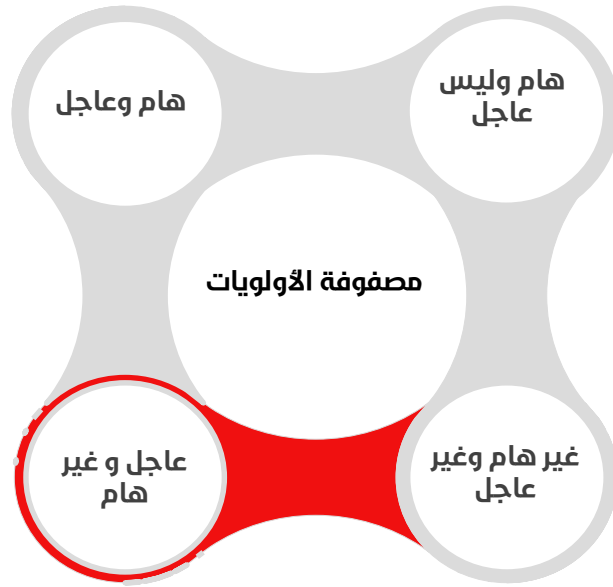 هام وليس
عاجل
هام وعاجل
مصفوفة الأولويات
غير هام وغير
عاجل
عاجل و غير
هام